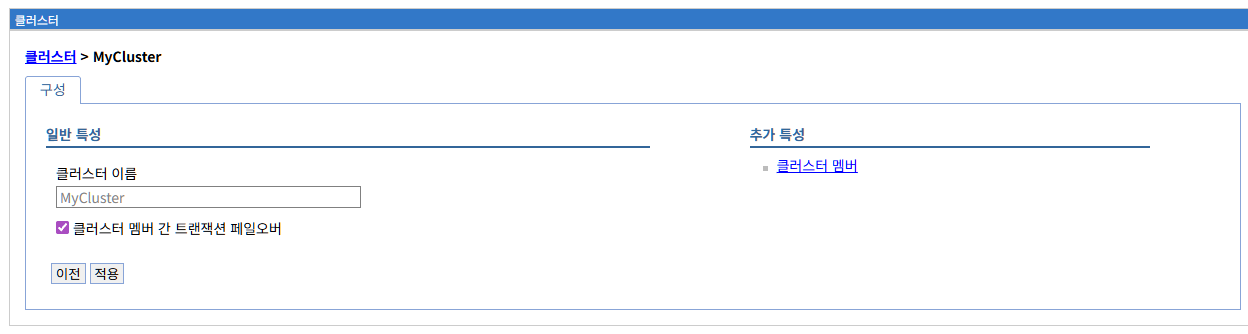 클러스터
클러스터 > MyCluster
구성
일반 특성
클러스터 이름
MyCluster
클러스터 멤버 간 트랜잭션 페일오버
이전 적용
추가 특성
클러스터 멤버